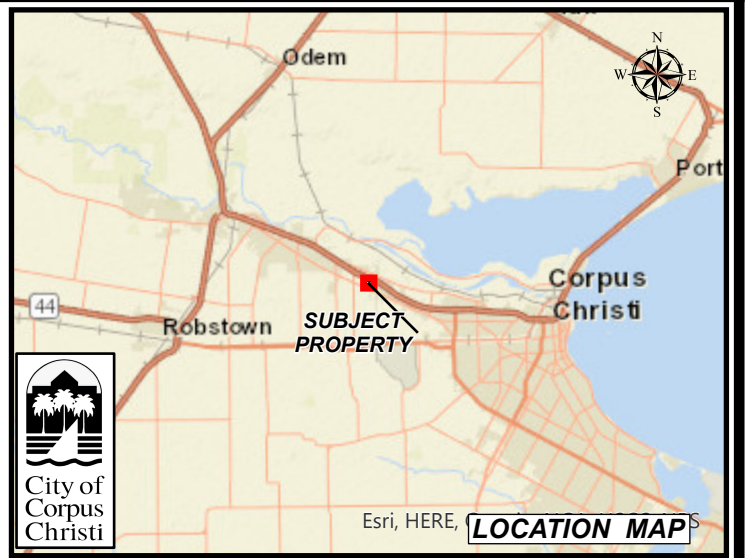 Odem
N
W E
S
Port
Corpus
Christi
44
Robstown
SUBJECT
PROPERTY
City of
Corpus
Christi
Esri, HERE,
LOCATION MAP